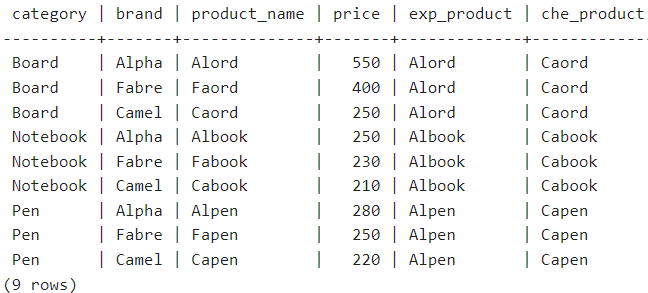 category | brand | product_name | price | exp_product | che_product
----------+-------+--------------+-------+-------------+-------------
 Board    | Alpha | Alord        |   550 | Alord       | Caord
 Board    | Fabre | Faord        |   400 | Alord       | Caord
 Board    | Camel | Caord        |   250 | Alord       | Caord
 Notebook | Alpha | Albook       |   250 | Albook      | Cabook
 Notebook | Fabre | Fabook       |   230 | Albook      | Cabook
 Notebook | Camel | Cabook       |   210 | Albook      | Cabook
 Pen      | Alpha | Alpen        |   280 | Alpen       | Capen
 Pen      | Fabre | Fapen        |   250 | Alpen       | Capen
 Pen      | Camel | Capen        |   220 | Alpen       | Capen
(9 rows)